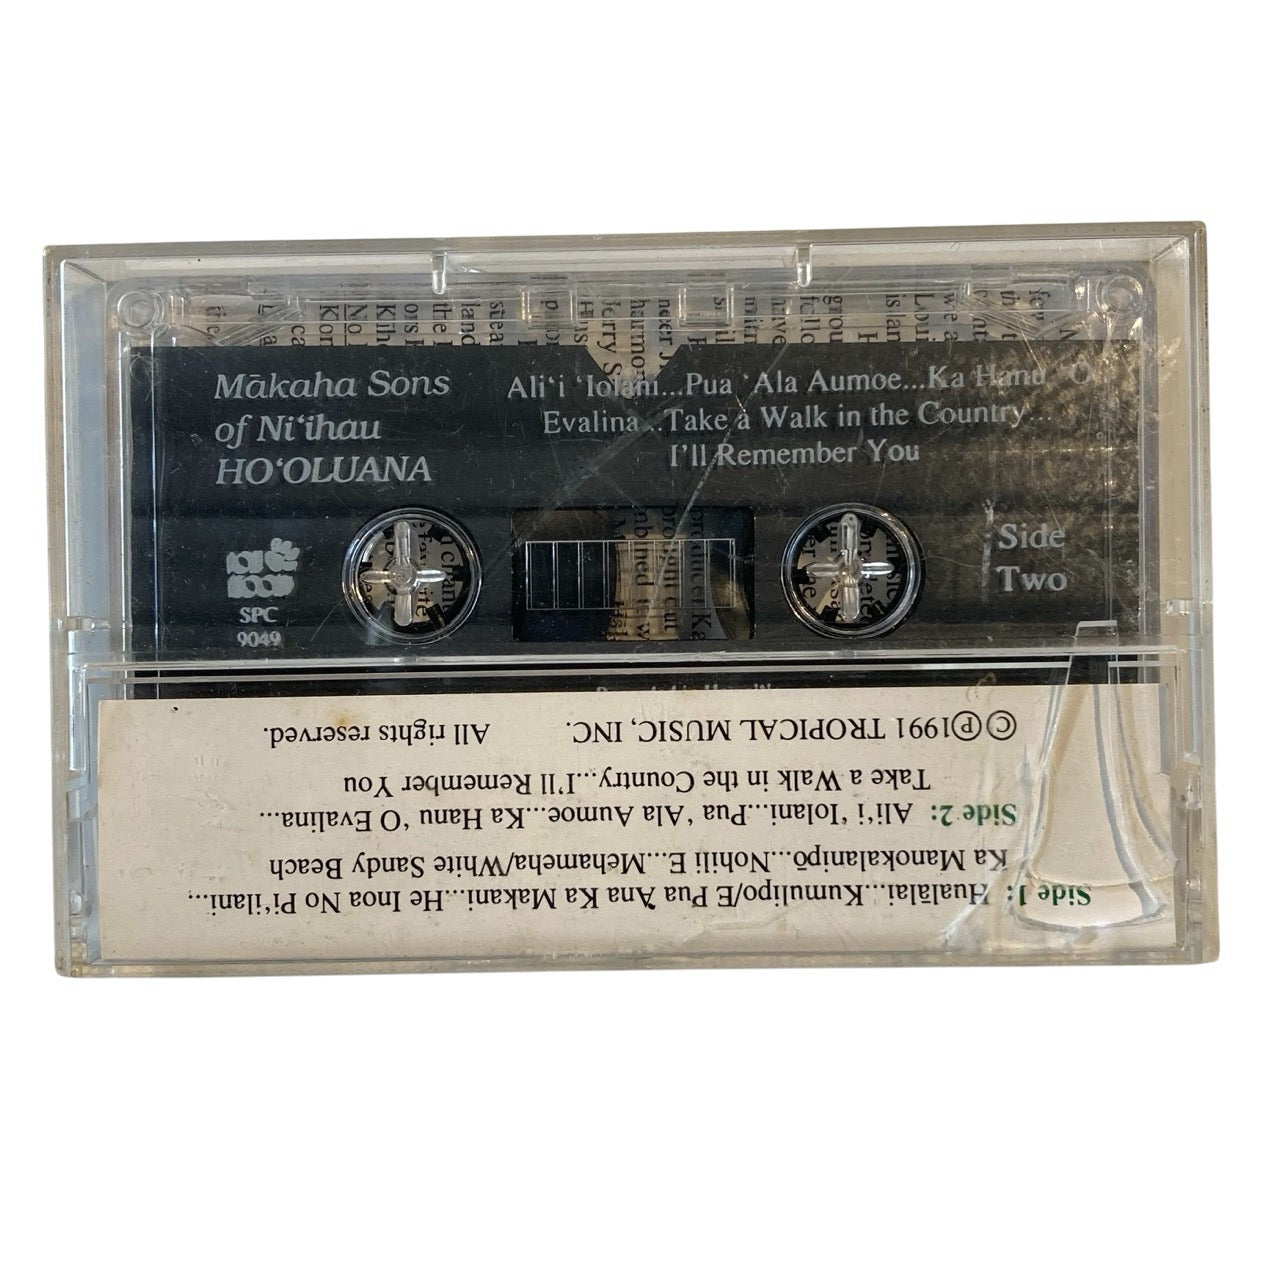 Mākaha Sons
of Ni‘ihau
HO‘OLUANA
Ali‘i ‘Iolani...Pua ‘Ala Aumoe...Ka Hanu ‘O
Evalina...Take a Walk in the Country...
I'll Remember You
SPC
9049
Side
Two
Side 1: Hualālai...Kumulipo/E Pua Ana Ka Makani...He Inoa No Pi‘ilani...
Ka Manokalanipō...Nohili E...Mehameha/White Sandy Beach
Side 2: Ali‘i ‘Iolani...Pua ‘Ala Aumoe...Ka Hanu ‘O Evalina...
Take a Walk in the Country...I'll Remember You
©Ⓟ1991 TROPICAL MUSIC, INC. All rights reserved.